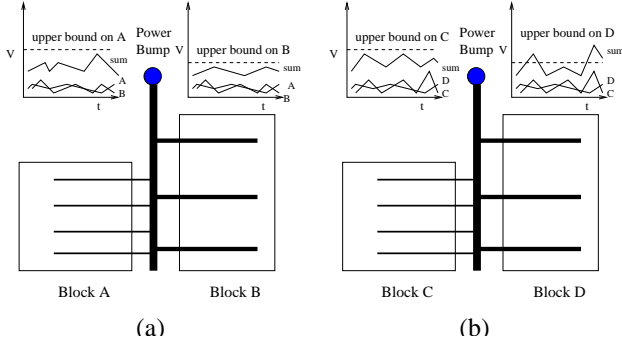 V
upper bound on A
sum
A
B
t
Power
Bump
V
upper bound on B
sum
A
B
t
Block A
Block B
(a)
V
upper bound on C
sum
D
C
t
Power
Bump
V
upper bound on D
sum
D
C
t
Block C
Block D
(b)